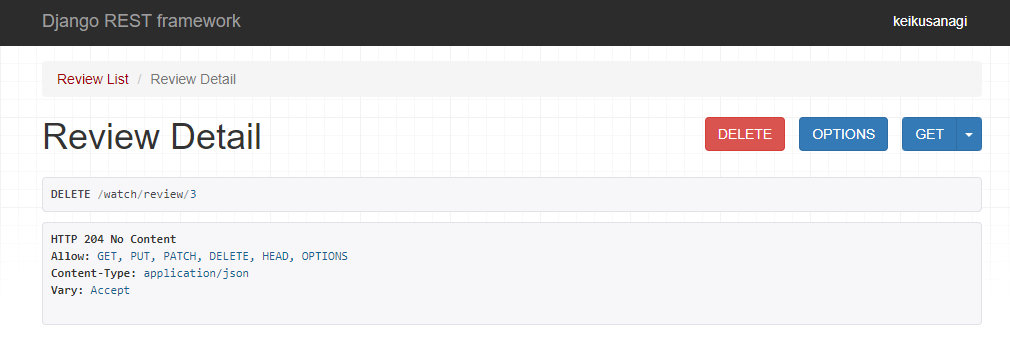 Django REST framework
keikusanagi
Review List / Review Detail
Review Detail
DELETE
OPTIONS
GET
DELETE /watch/review/3
HTTP 204 No Content
Allow: GET, PUT, PATCH, DELETE, HEAD, OPTIONS
Content-Type: application/json
Vary: Accept